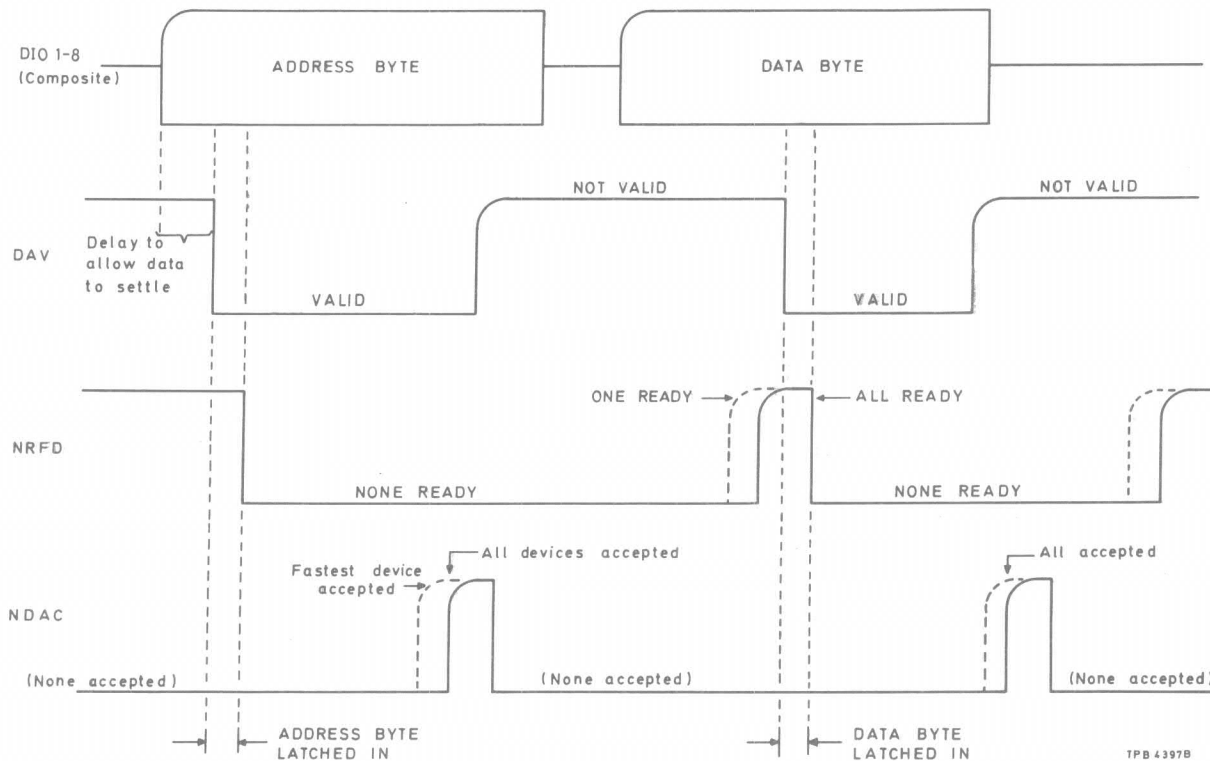 DIO 1-8
(Composite)
ADDRESS BYTE
DATA BYTE
NOT VALID
NOT VALID
DAV
Delay to
allow data
to settle
VALID
VALID
ONE READY
ALL READY
NRFD
NONE READY
NONE READY
All devices accepted
All accepted
Fastest device
accepted
NDAC
(None accepted)
(None accepted)
(None accepted)
ADDRESS BYTE
LATCHED IN
DATA BYTE
LATCHED IN
TPB 4397B